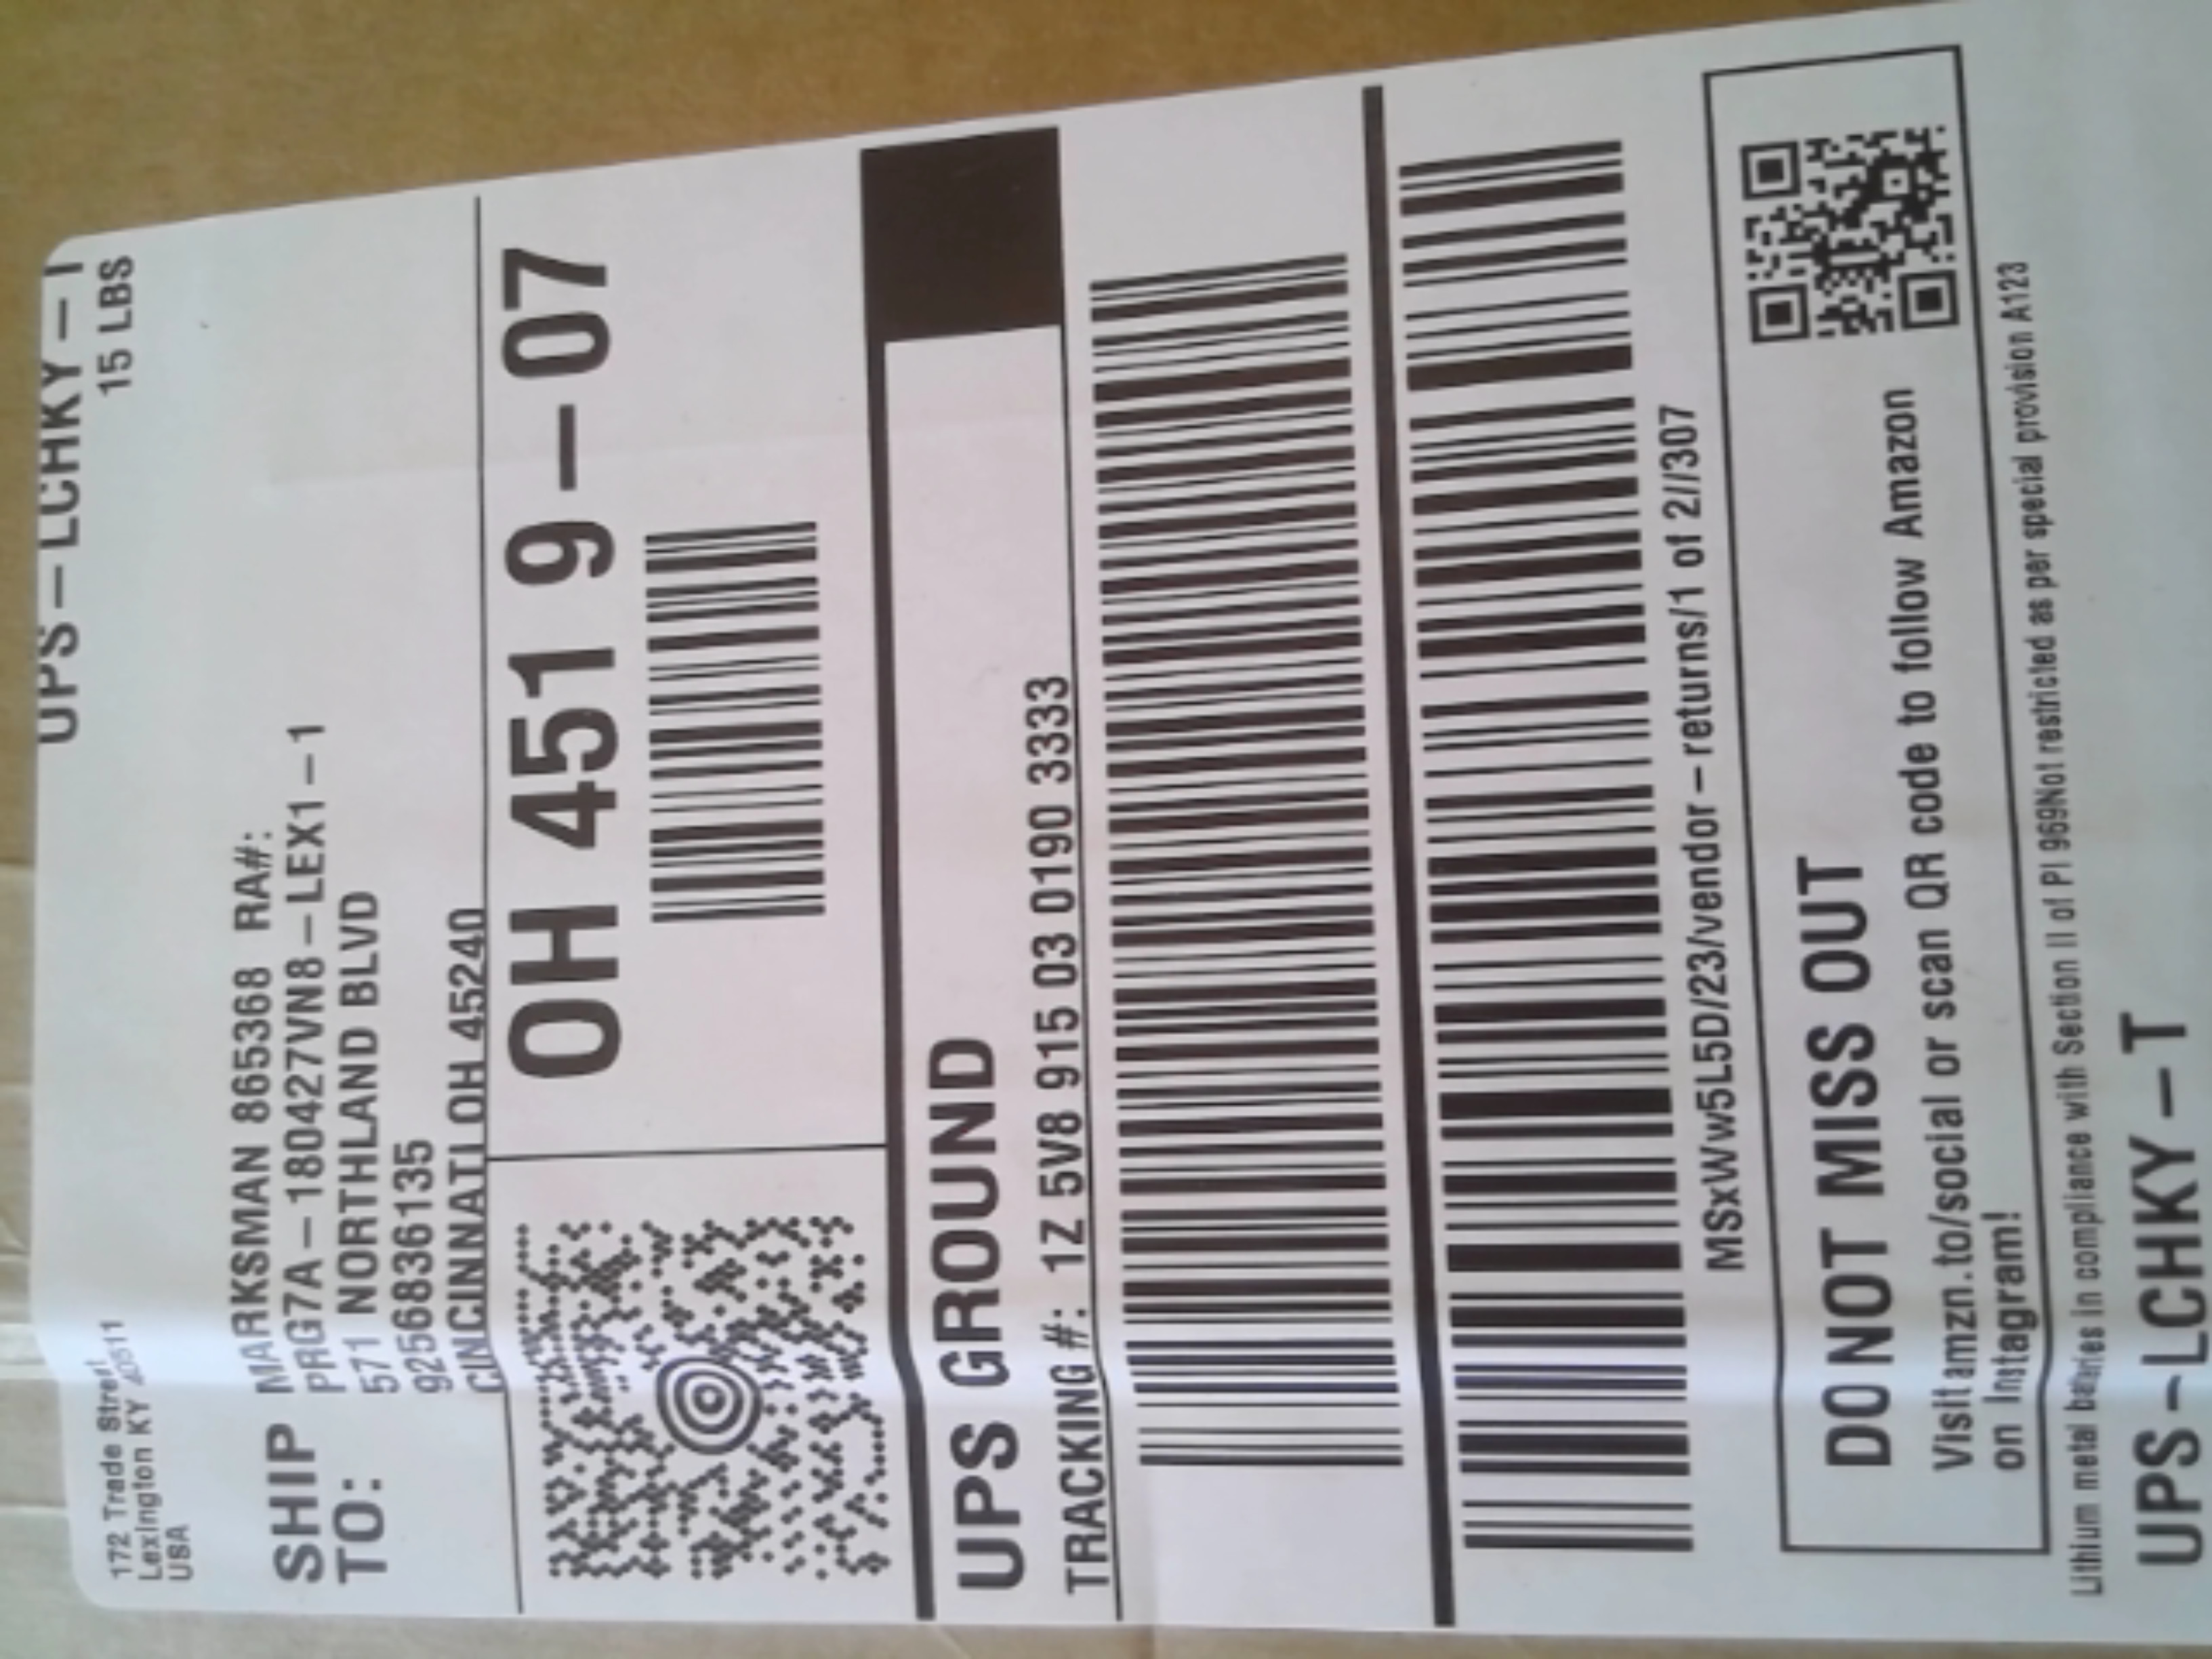 UPS-LCHKY-T
172 Trade Stret
Lexington KY 40511
USA
15 LBS
SHIP TO:
MARKSMAN 865368 RA#:
PRG7A-180427VN8-LEX1-1
571 NORTHLAND BLVD
9256836135
CINCINNATI OH 45240
OH 451 9-07
UPS GROUND
TRACKING #: 1Z 5V8 915 03 0190 3333
MSxWw5L5D/23/vendor-returns/1 of 2//307
DO NOT MISS OUT
Visit amzn.to/social or scan QR code to follow Amazon
on Instagram!
Lithium metal batteries in compliance with Section II of PI 969Not restricted as per special provision A123
UPS-LCHKY-T